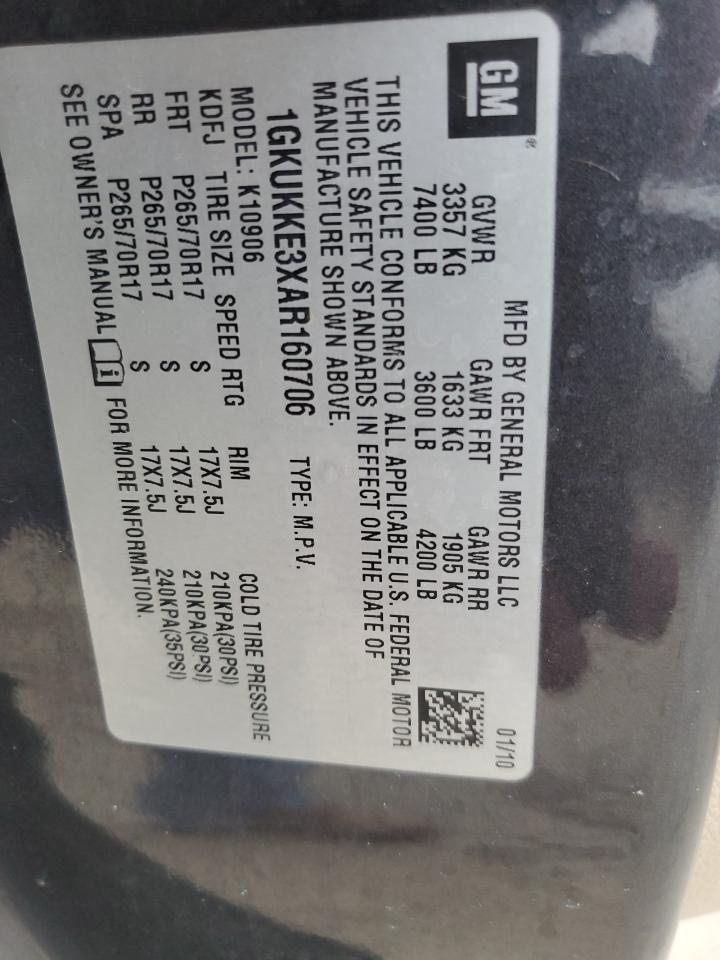 GM®
MFD BY GENERAL MOTORS LLC 01/10
GVWR GAWR FRT GAWR RR
3357 KG 1633 KG 1905 KG
7400 LB 3600 LB 4200 LB
THIS VEHICLE CONFORMS TO ALL APPLICABLE U.S. FEDERAL MOTOR
VEHICLE SAFETY STANDARDS IN EFFECT ON THE DATE OF
MANUFACTURE SHOWN ABOVE.
1GKUKKE3XAR160706 TYPE: M.P.V.
MODEL: K10906
KDFJ TIRE SIZE SPEED RTG RIM COLD TIRE PRESSURE
FRT P265/70R17 S 17X7.5J 210KPA(30PSI)
RR P265/70R17 S 17X7.5J 210KPA(30PSI)
SPA P265/70R17 S 17X7.5J 240KPA(35PSI)
SEE OWNER'S MANUAL FOR MORE INFORMATION.